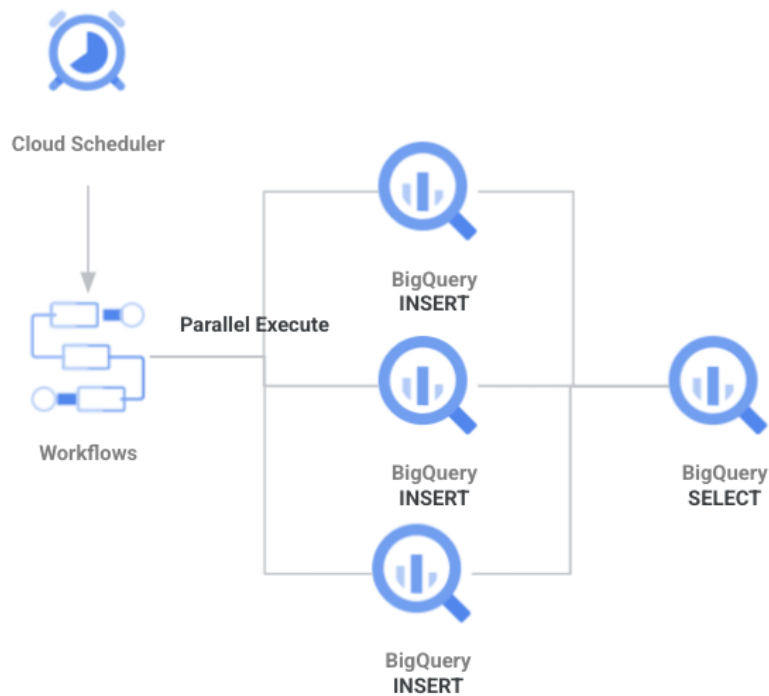 Cloud Scheduler
Workflows
Parallel Execute
BigQuery
INSERT
BigQuery
INSERT
BigQuery
INSERT
BigQuery
SELECT